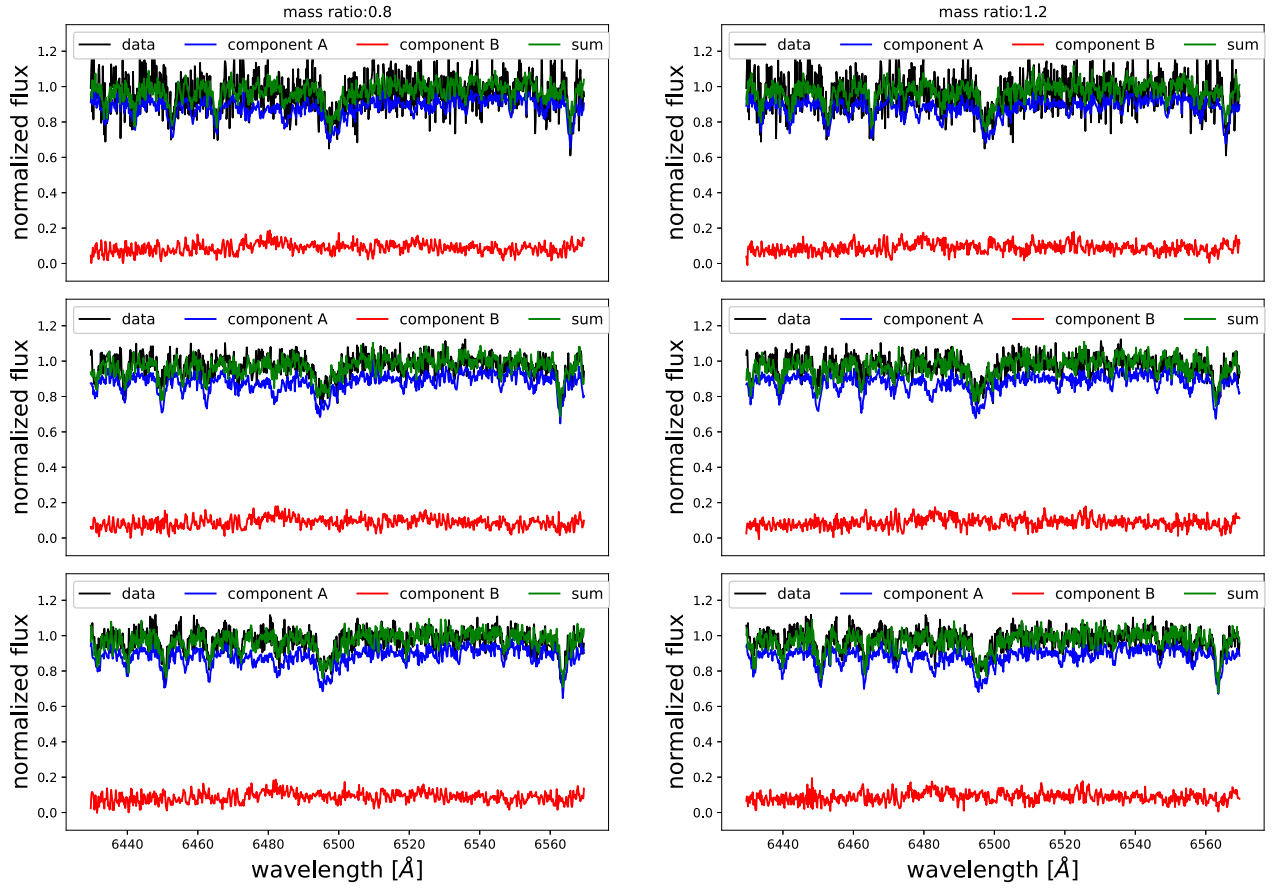 mass ratio:0.8
mass ratio:1.2
data component A component B sum
data component A component B sum
1.2
1.0
0.8
0.6
0.4
0.2
0.0
normalized flux
1.2
1.0
0.8
0.6
0.4
0.2
0.0
normalized flux
data component A component B sum
data component A component B sum
1.2
1.0
0.8
0.6
0.4
0.2
0.0
normalized flux
1.2
1.0
0.8
0.6
0.4
0.2
0.0
normalized flux
data component A component B sum
data component A component B sum
1.2
1.0
0.8
0.6
0.4
0.2
0.0
normalized flux
1.2
1.0
0.8
0.6
0.4
0.2
0.0
normalized flux
6440 6460 6480 6500 6520 6540 6560
6440 6460 6480 6500 6520 6540 6560
wavelength [Å]
wavelength [Å]